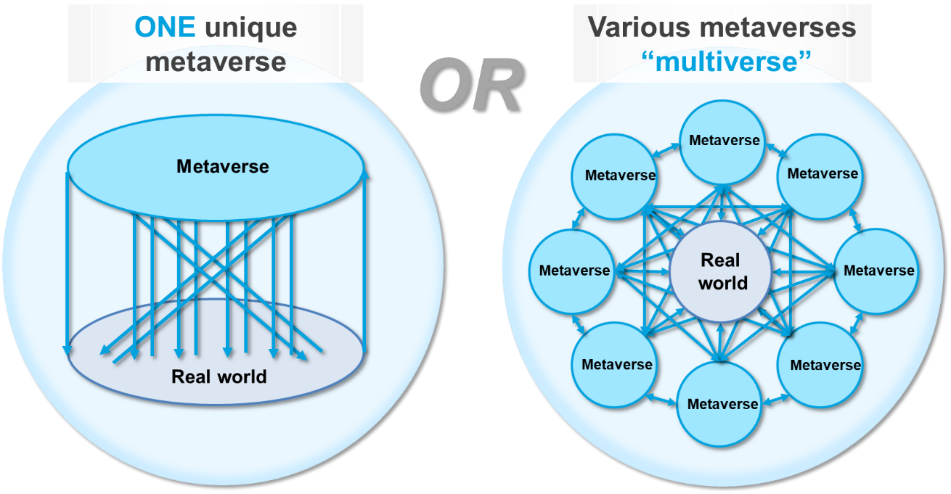 ONE unique
metaverse
OR
Various metaverses
“multiverse”
Metaverse
Real world
Metaverse
Metaverse
Metaverse
Metaverse
Real
world
Metaverse
Metaverse
Metaverse
Metaverse